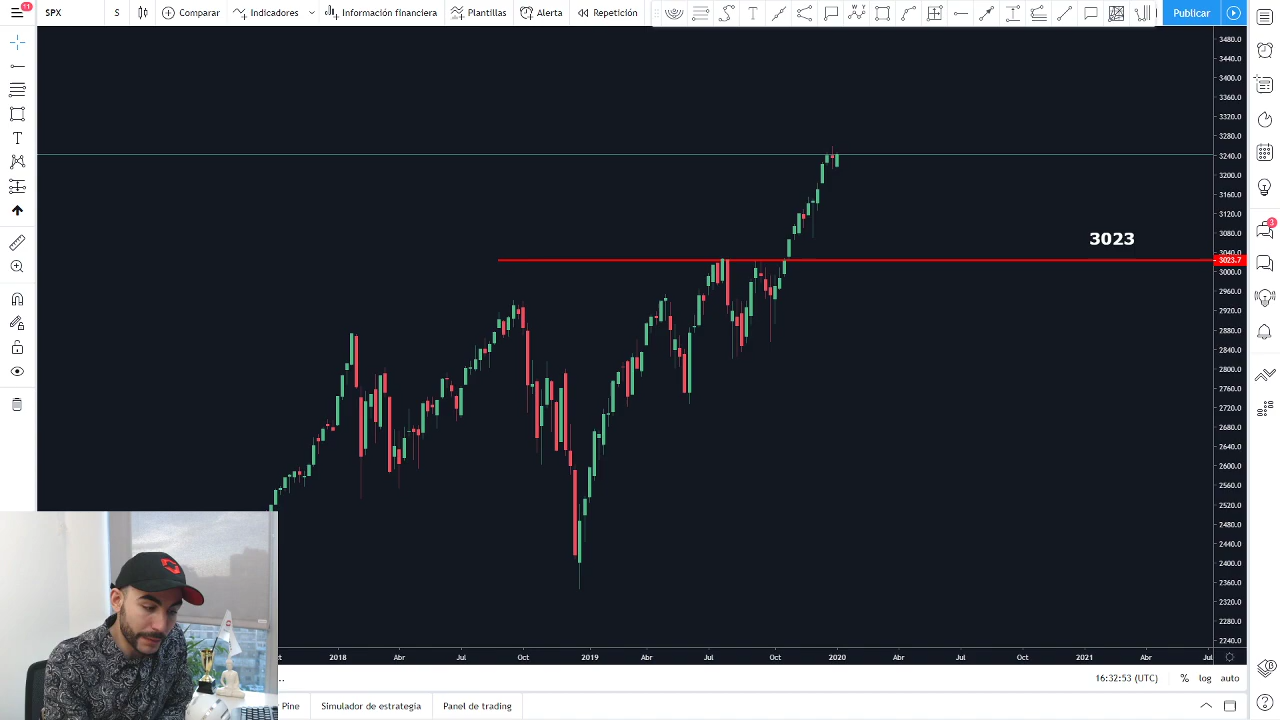 11
SPX
S
Comparar
Indicadores
Información financiera
Plantillas
Alerta
Repetición
T
Publicar
3480.0
3440.0
3400.0
3360.0
3320.0
3280.0
3240.0
3200.0
3160.0
3120.0
3080.0
3040.0
3023
3023.7
3000.0
2960.0
2920.0
2880.0
2840.0
2800.0
2760.0
2720.0
2680.0
2640.0
2600.0
2560.0
2520.0
2480.0
2440.0
2400.0
2360.0
2320.0
2280.0
2240.0
T
3
2018
Abr
Jul
Oct
2019
Abr
Jul
Oct
2020
Abr
Jul
Oct
2021
Abr
16:32:53 (UTC)
%
log
auto
Pine
Simulador de estrategia
Panel de trading